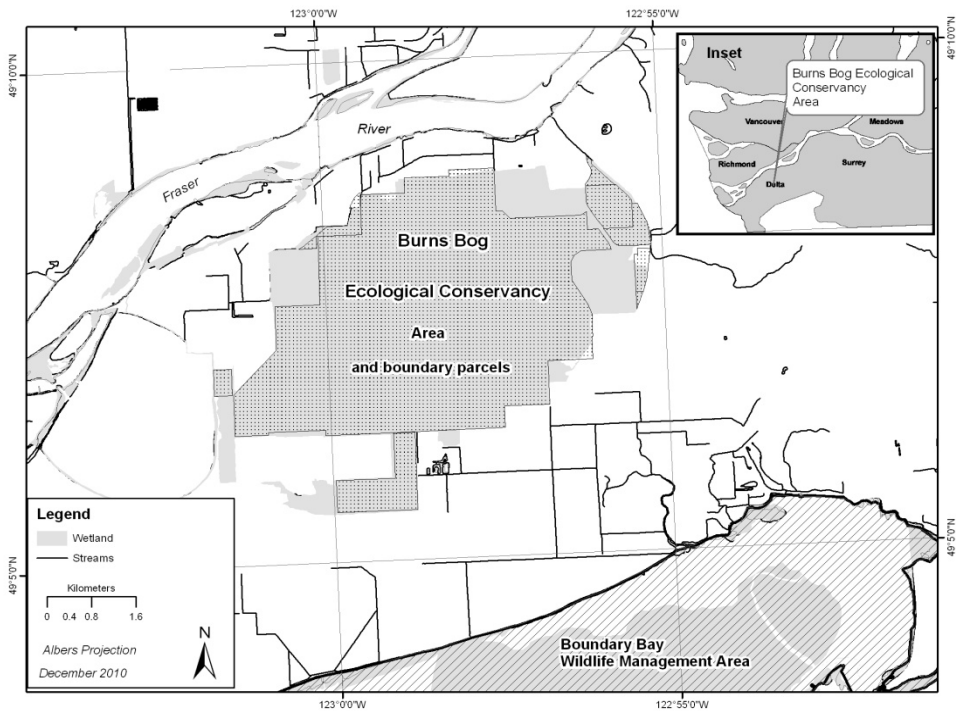 123°0'0"W
122°55'0"W
49°10'0"N
49°10'0"N
Inset
Burns Bog Ecological
Conservancy
Area
Vancouver
Meadows
Richmond
Surrey
Delta
River
Fraser
Burns Bog
Ecological Conservancy
Area
and boundary parcels
Legend
Wetland
Streams
Kilometers
0 0.4 0.8 1.6
Albers Projection
December 2010
N
49°5'0"N
49°5'0"N
Boundary Bay
Wildlife Management Area
123°0'0"W
122°55'0"W